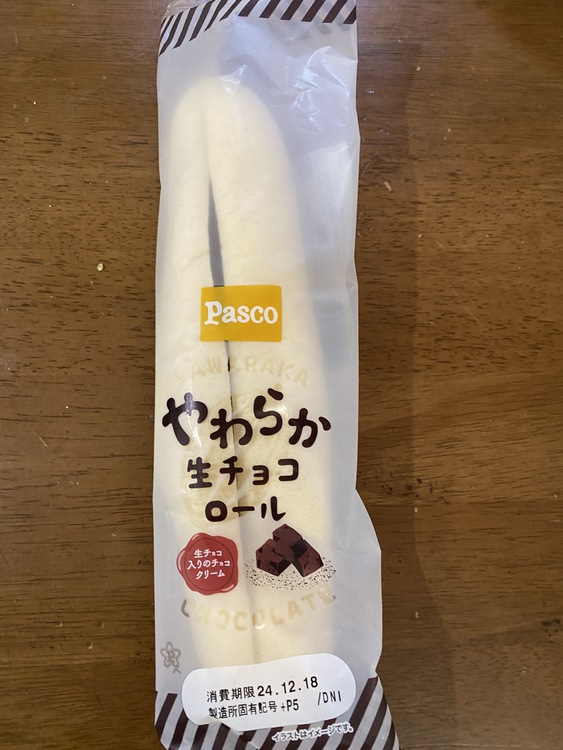 Pasco
YAWARAKA
やわらか
生チョコ
ロール
生チョコ
入りのチョコ
クリーム
CHOCOLATE
消費期限24.12.18
製造所固有記号+P5 /DNI
イラストはイメージです。